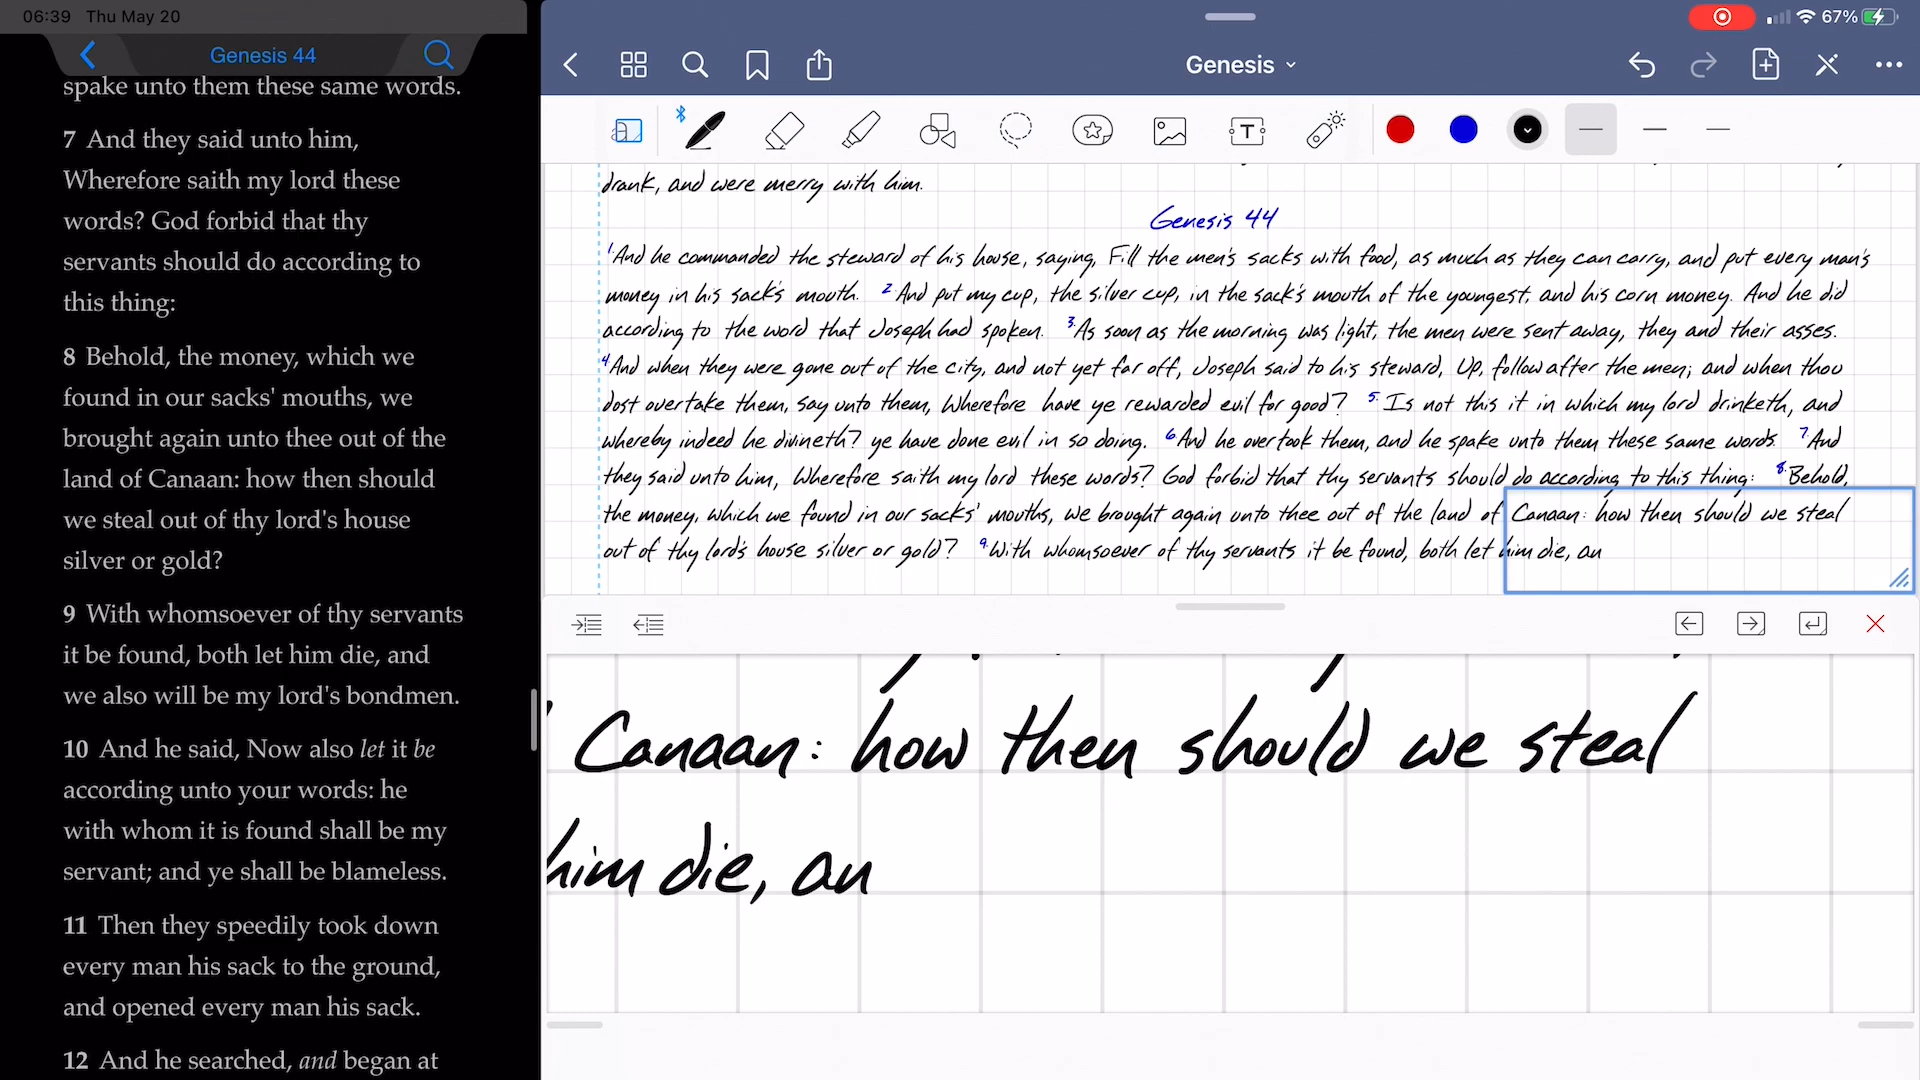 06:39 Thu May 20
Genesis 44
spake unto them these same words.
7 And they said unto him,
Wherefore saith my lord these
words? God forbid that thy
servants should do according to
this thing:
8 Behold, the money, which we
found in our sacks' mouths, we
brought again unto thee out of the
land of Canaan: how then should
we steal out of thy lord's house
silver or gold?
9 With whomsoever of thy servants
it be found, both let him die, and
we also will be my lord's bondmen.
10 And he said, Now also let it be
according unto your words: he
with whom it is found shall be my
servant; and ye shall be blameless.
11 Then they speedily took down
every man his sack to the ground,
and opened every man his sack.
12 And he searched, and began at
67%
Genesis
drank, and were merry with him.
Genesis 44
1. And he commanded the steward of his house, saying, Fill the men's sacks with food, as much as they can carry, and put every man's
money in his sack's mouth. 2 And put my cup, the silver cup, in the sack's mouth of the youngest, and his corn money. And he did
according to the word that Joseph had spoken. 3. As soon as the morning was light, the men were sent away, they and their asses.
4 And when they were gone out of the city, and not yet far off, Joseph said to his steward, Up, follow after the men; and when thou
dost overtake them, say unto them, Wherefore have ye rewarded evil for good? 5. Is not this it in which my lord drinketh, and
whereby indeed he divineth? ye have done evil in so doing. 6 And he overtook them, and he spake unto them these same words. 7. And
they said unto him, Wherefore saith my lord these words? God forbid that thy servants should do according to this thing: 8. Behold,
the money, which we found in our sacks' mouths, we brought again unto thee out of the land of Canaan: how then should we steal
out of thy lord's house silver or gold? 9. With whomsoever of thy servants it be found, both let him die, an
Canaan: how then should we steal
him die, an